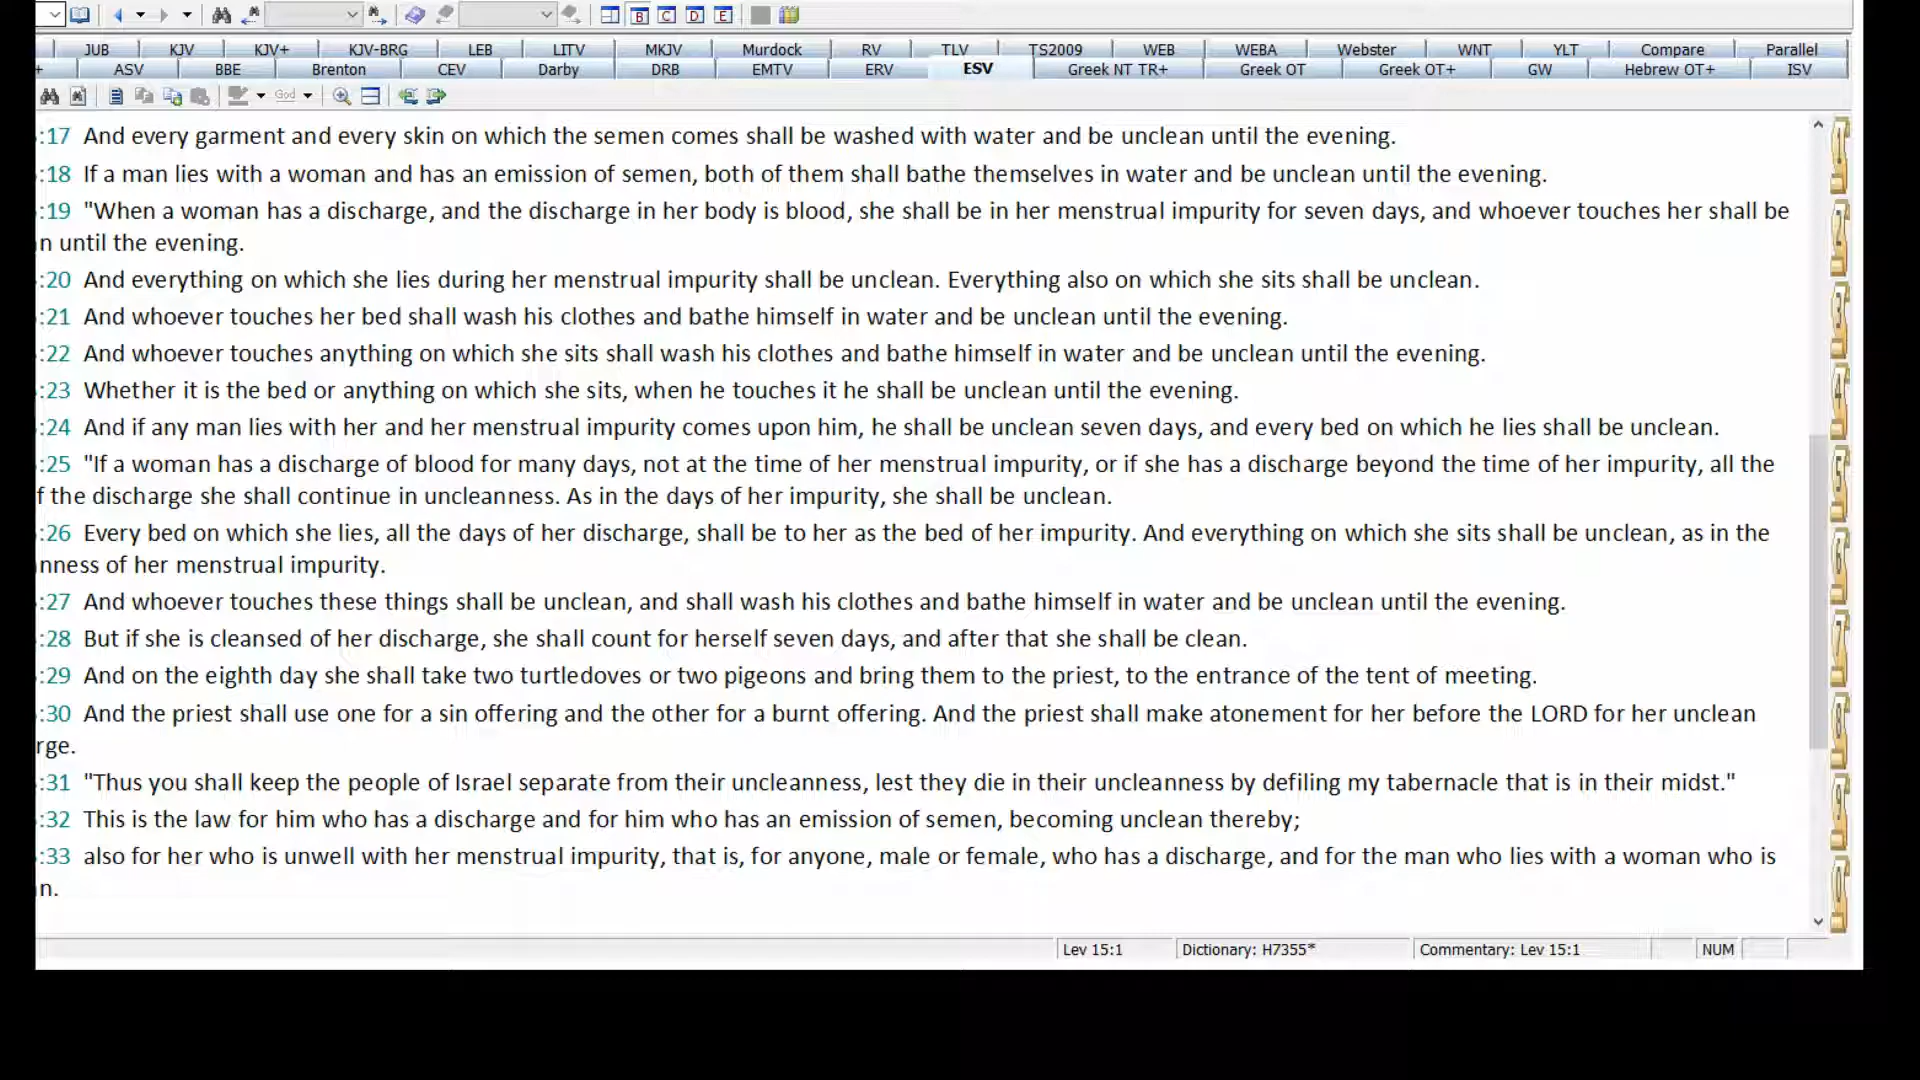 JUB KJV KJV+ KJV-BRG LEB LITV MKJV Murdock RV TLV TS2009 WEB WEBA Webster WNT YLT Compare Parallel
+ ASV BBE Brenton CEV Darby DRB EMTV ERV ESV Greek NT TR+ Greek OT Greek OT+ GW Hebrew OT+ ISV
B C D E
God
:17 And every garment and every skin on which the semen comes shall be washed with water and be unclean until the evening.
:18 If a man lies with a woman and has an emission of semen, both of them shall bathe themselves in water and be unclean until the evening.
:19 "When a woman has a discharge, and the discharge in her body is blood, she shall be in her menstrual impurity for seven days, and whoever touches her shall be
n until the evening.
:20 And everything on which she lies during her menstrual impurity shall be unclean. Everything also on which she sits shall be unclean.
:21 And whoever touches her bed shall wash his clothes and bathe himself in water and be unclean until the evening.
:22 And whoever touches anything on which she sits shall wash his clothes and bathe himself in water and be unclean until the evening.
:23 Whether it is the bed or anything on which she sits, when he touches it he shall be unclean until the evening.
:24 And if any man lies with her and her menstrual impurity comes upon him, he shall be unclean seven days, and every bed on which he lies shall be unclean.
:25 "If a woman has a discharge of blood for many days, not at the time of her menstrual impurity, or if she has a discharge beyond the time of her impurity, all the
f the discharge she shall continue in uncleanness. As in the days of her impurity, she shall be unclean.
:26 Every bed on which she lies, all the days of her discharge, shall be to her as the bed of her impurity. And everything on which she sits shall be unclean, as in the
nness of her menstrual impurity.
:27 And whoever touches these things shall be unclean, and shall wash his clothes and bathe himself in water and be unclean until the evening.
:28 But if she is cleansed of her discharge, she shall count for herself seven days, and after that she shall be clean.
:29 And on the eighth day she shall take two turtledoves or two pigeons and bring them to the priest, to the entrance of the tent of meeting.
:30 And the priest shall use one for a sin offering and the other for a burnt offering. And the priest shall make atonement for her before the LORD for her unclean
rge.
:31 "Thus you shall keep the people of Israel separate from their uncleanness, lest they die in their uncleanness by defiling my tabernacle that is in their midst."
:32 This is the law for him who has a discharge and for him who has an emission of semen, becoming unclean thereby;
:33 also for her who is unwell with her menstrual impurity, that is, for anyone, male or female, who has a discharge, and for the man who lies with a woman who is
n.
1
2
3
4
5
6
7
8
9
0
Lev 15:1 Dictionary: H7355* Commentary: Lev 15:1 NUM